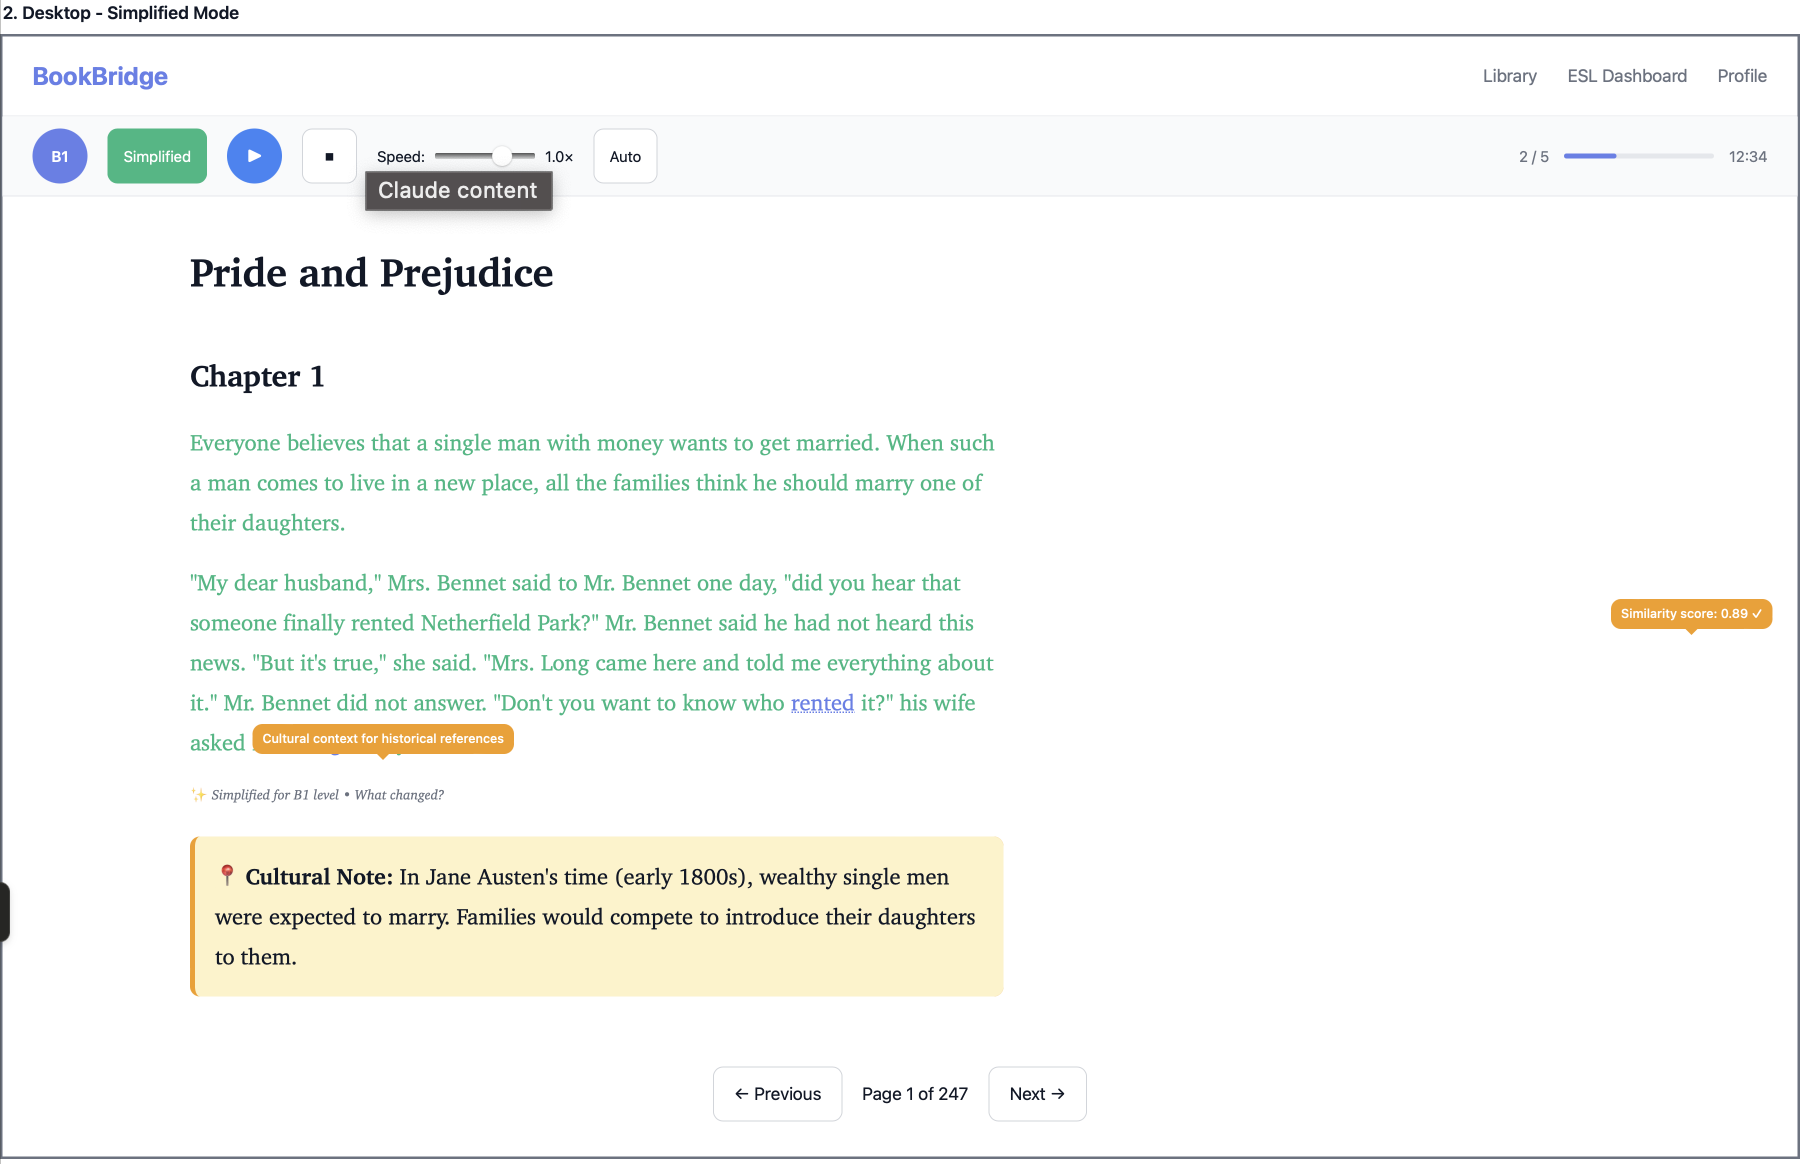 2. Desktop - Simplified Mode
BookBridge
Library
ESL Dashboard
Profile
B1
Simplified
Speed:
1.0×
Auto
2 / 5
12:34
Claude content
Pride and Prejudice
Chapter 1
Everyone believes that a single man with money wants to get married. When such
a man comes to live in a new place, all the families think he should marry one of
their daughters.
"My dear husband," Mrs. Bennet said to Mr. Bennet one day, "did you hear that
someone finally rented Netherfield Park?" Mr. Bennet said he had not heard this
news. "But it's true," she said. "Mrs. Long came here and told me everything about
it." Mr. Bennet did not answer. "Don't you want to know who rented it?" his wife
asked
Similarity score: 0.89 ✓
Cultural context for historical references
✨ Simplified for B1 level • What changed?
📍 Cultural Note: In Jane Austen's time (early 1800s), wealthy single men
were expected to marry. Families would compete to introduce their daughters
to them.
← Previous
Page 1 of 247
Next →